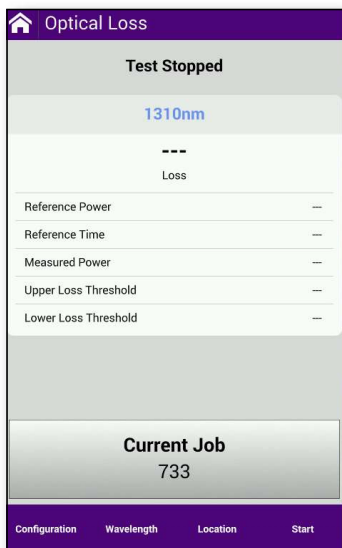 Optical Loss
Test Stopped
1310nm
---
Loss
Reference Power ---
Reference Time ---
Measured Power ---
Upper Loss Threshold ---
Lower Loss Threshold ---
Current Job
733
Configuration Wavelength Location Start